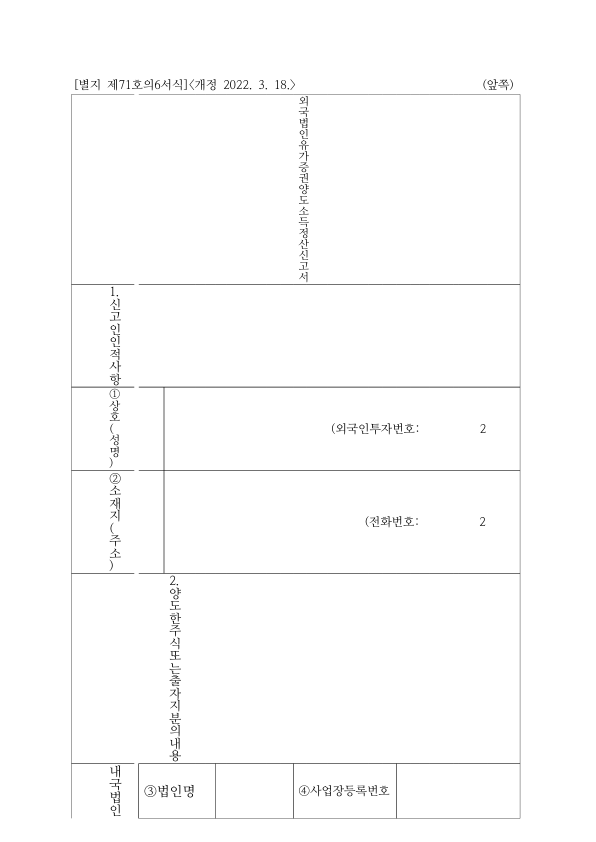 [별지 제71호의6서식]<개정 2022. 3. 18.>
(앞쪽)
외국법인유가증권양도소득정산신고서
1.신고인인적사항
①상호(성명)
(외국인투자번호: 2
②소재지(주소)
(전화번호: 2
2.양도한주식또는출자지분의내용
내국법인
③법인명
④사업장등록번호